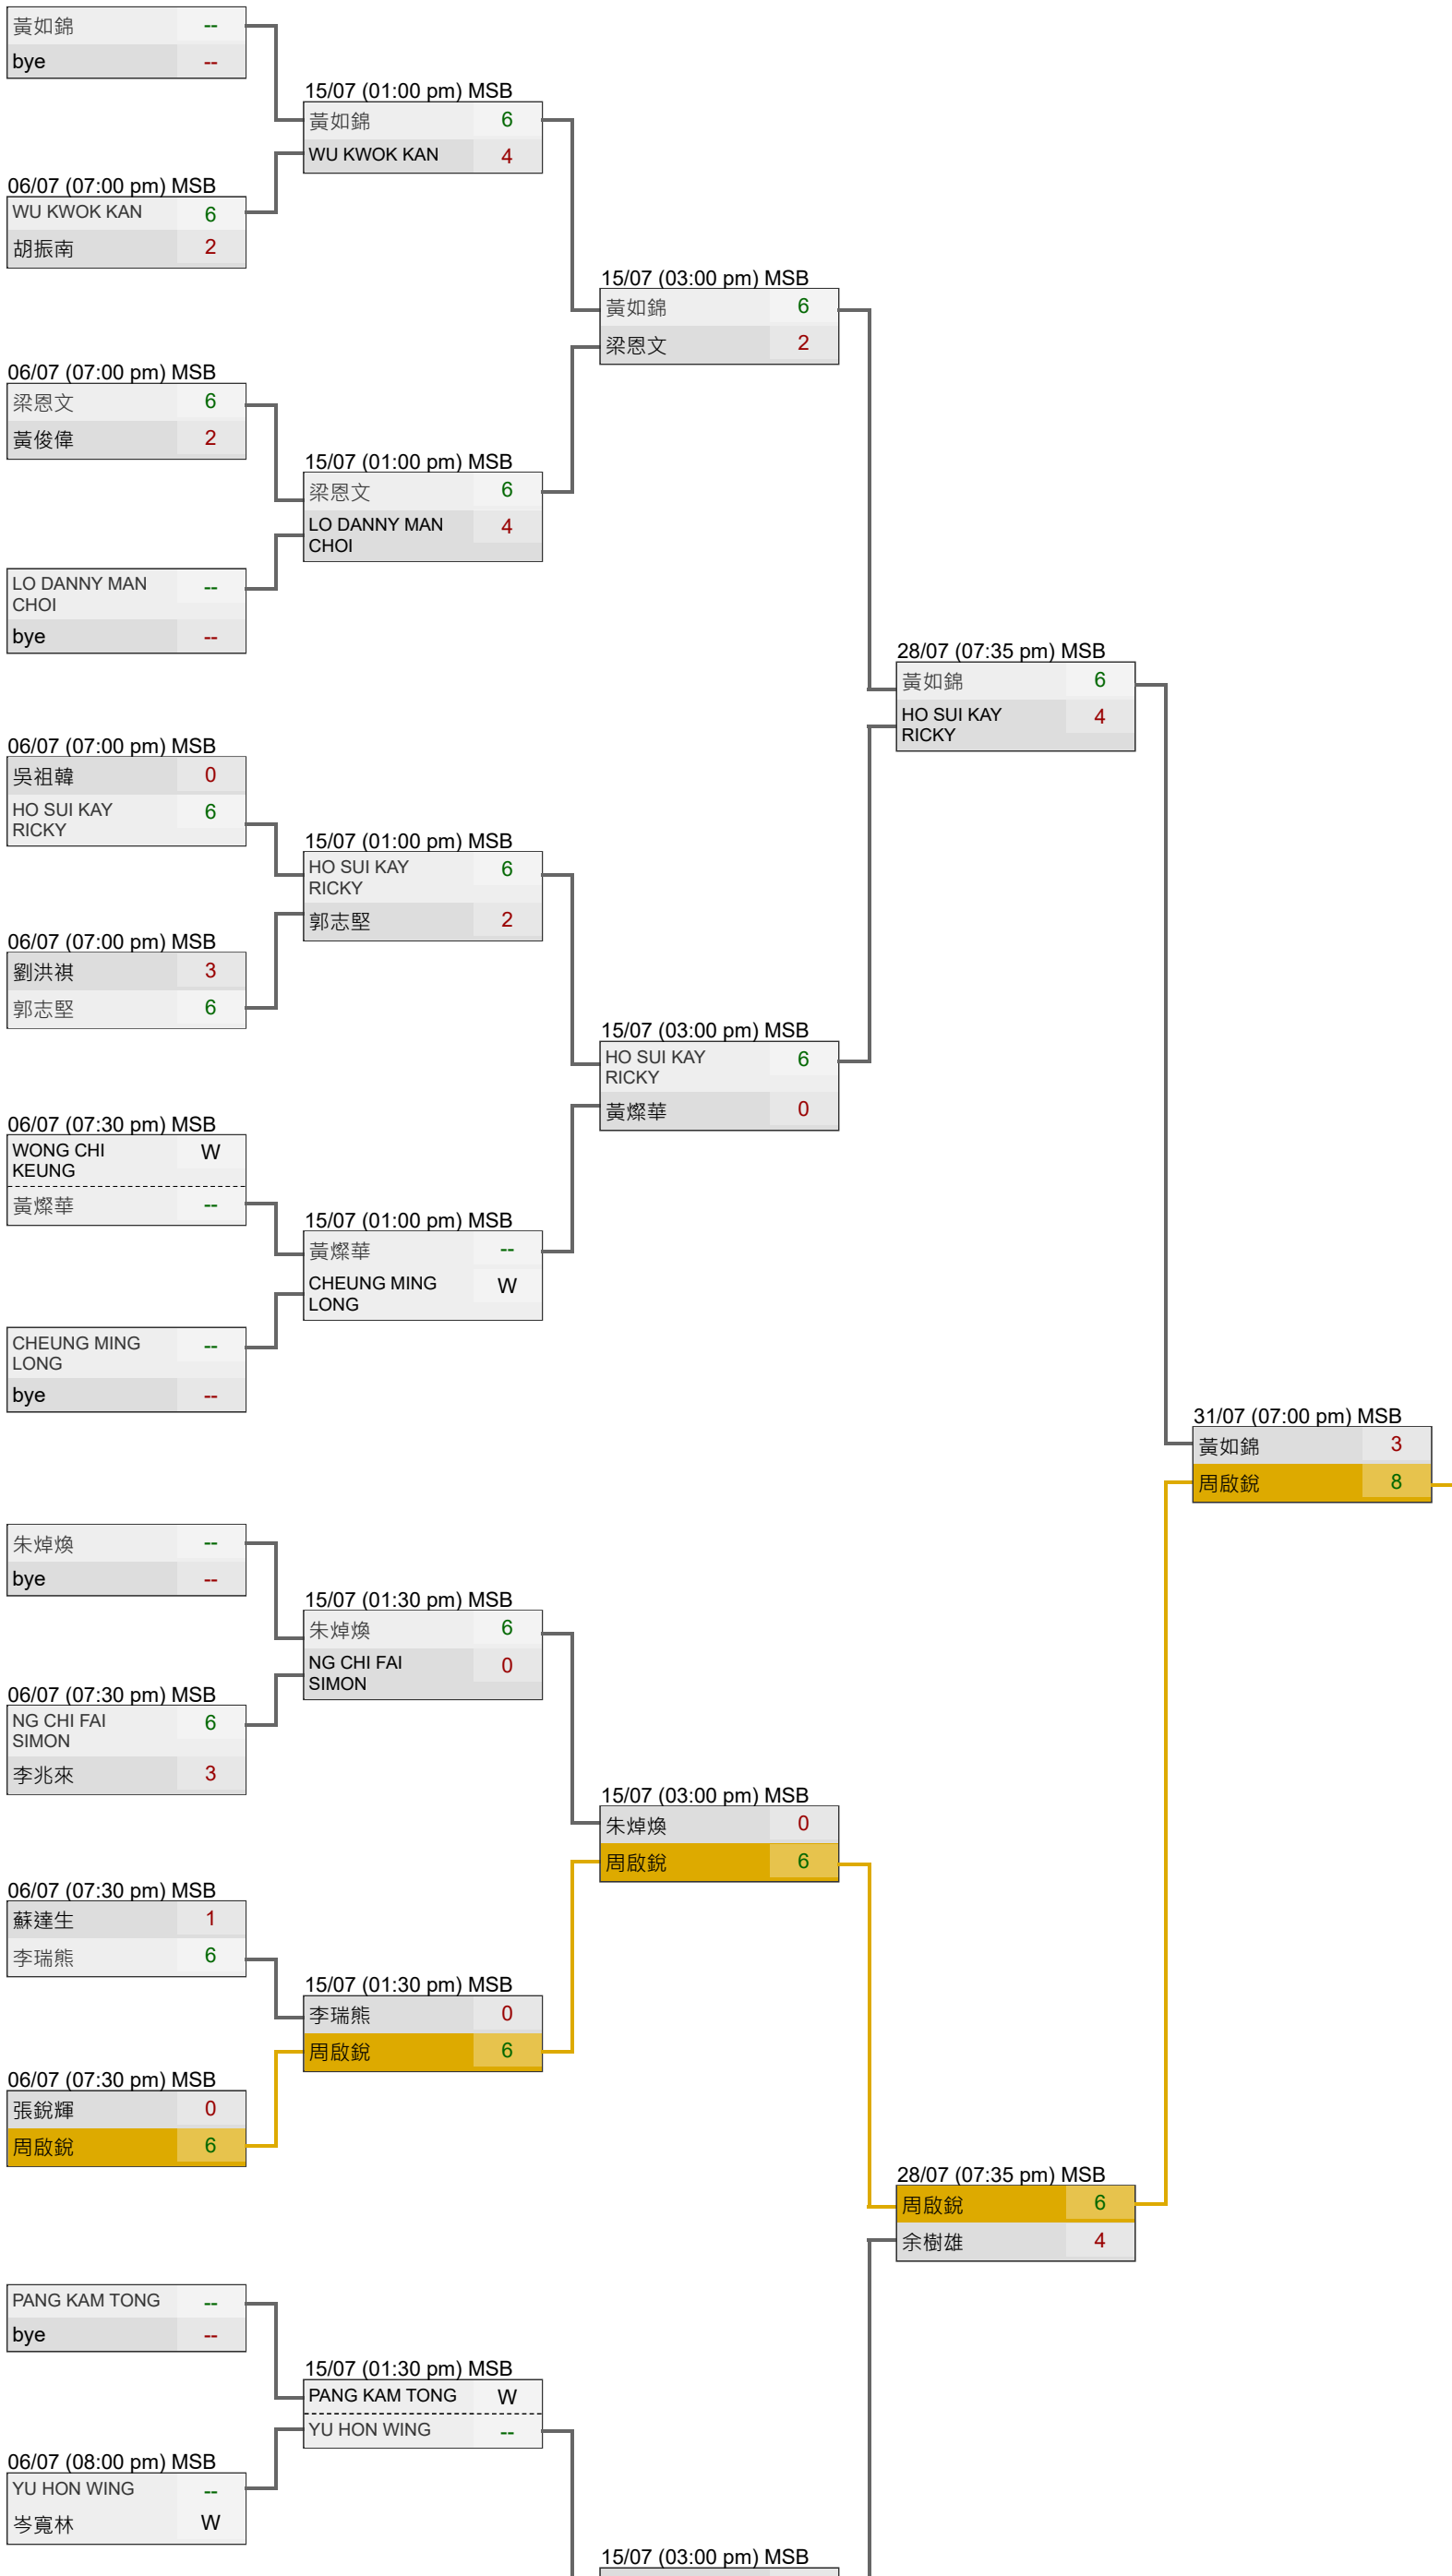 黃如錦 --
bye --
15/07 (01:00 pm) MSB
黃如錦 6
WU KWOK KAN 4
06/07 (07:00 pm) MSB
WU KWOK KAN 6
胡振南 2
15/07 (03:00 pm) MSB
黃如錦 6
梁恩文 2
06/07 (07:00 pm) MSB
梁恩文 6
黃俊偉 2
15/07 (01:00 pm) MSB
梁恩文 6
LO DANNY MAN 4
CHOI
LO DANNY MAN --
CHOI
bye --
28/07 (07:35 pm) MSB
黃如錦 6
HO SUI KAY 4
RICKY
06/07 (07:00 pm) MSB
吳祖韓 0
HO SUI KAY 6
RICKY
15/07 (01:00 pm) MSB
HO SUI KAY 6
RICKY
郭志堅 2
06/07 (07:00 pm) MSB
劉洪祺 3
郭志堅 6
15/07 (03:00 pm) MSB
HO SUI KAY 6
RICKY
黃燦華 0
06/07 (07:30 pm) MSB
WONG CHI W
KEUNG
黃燦華 --
15/07 (01:00 pm) MSB
黃燦華 --
CHEUNG MING W
LONG
CHEUNG MING --
LONG
bye --
31/07 (07:00 pm) MSB
黃如錦 3
周啟銳 8
朱焯煥 --
bye --
15/07 (01:30 pm) MSB
朱焯煥 6
NG CHI FAI 0
SIMON
06/07 (07:30 pm) MSB
NG CHI FAI 6
SIMON
李兆來 3
15/07 (03:00 pm) MSB
朱焯煥 0
周啟銳 6
06/07 (07:30 pm) MSB
蘇達生 1
李瑞熊 6
15/07 (01:30 pm) MSB
李瑞熊 0
周啟銳 6
06/07 (07:30 pm) MSB
張銳輝 0
周啟銳 6
28/07 (07:35 pm) MSB
周啟銳 6
余樹雄 4
PANG KAM TONG --
bye --
15/07 (01:30 pm) MSB
PANG KAM TONG W
YU HON WING --
06/07 (08:00 pm) MSB
YU HON WING --
岑寬林 W
15/07 (03:00 pm) MSB